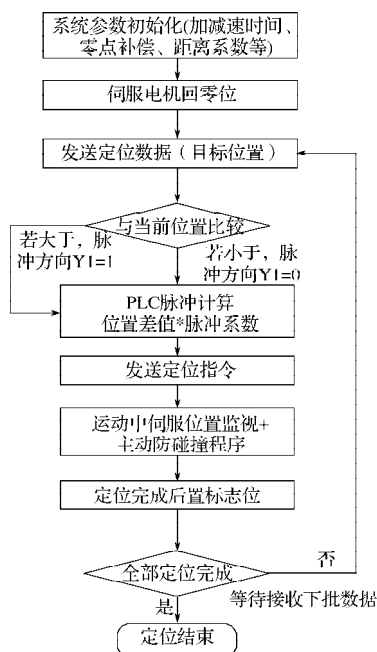 系统参数初始化(加减速时间、
零点补偿、距离系数等)
伺服电机回零位
发送定位数据（目标位置）
与当前位置比较
若大于，脉
冲方向Y1=1
若小于，脉
冲方向Y1=0
PLC脉冲计算
位置差值*脉冲系数
发送定位指令
运动中伺服位置监视+
主动防碰撞程序
定位完成后置标志位
全部定位完成
否
等待接收下批数据
是
定位结束